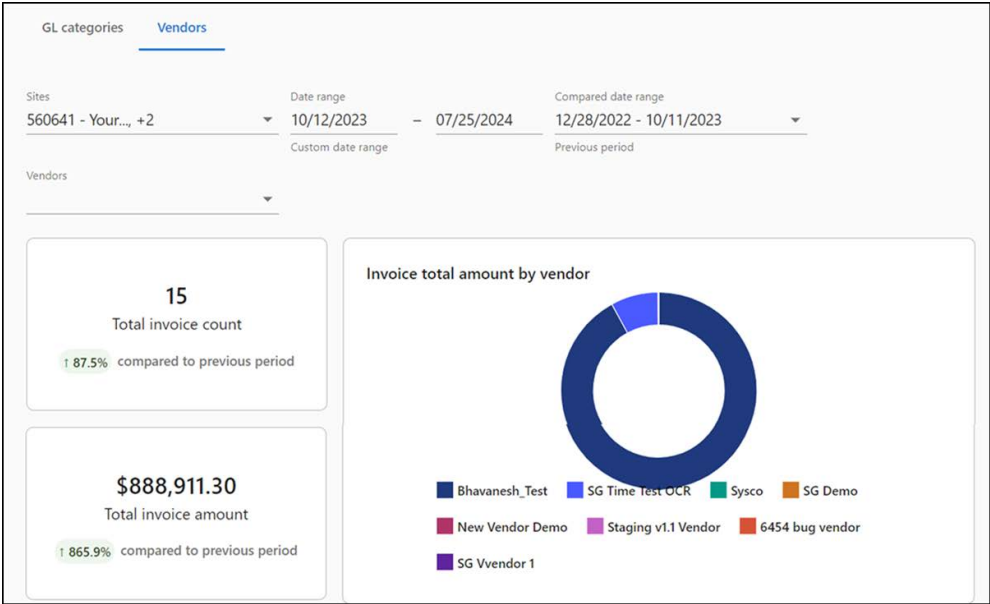 GL categories Vendors
Sites Date range Compared date range
560641 - Your..., +2 10/12/2023 – 07/25/2024 12/28/2022 - 10/11/2023
Custom date range Previous period
Vendors
15
Total invoice count
↑ 87.5% compared to previous period
$888,911.30
Total invoice amount
↑ 865.9% compared to previous period
Invoice total amount by vendor
Bhavanesh_Test SG Time Test OCR Sysco SG Demo
New Vendor Demo Staging v1.1 Vendor 6454 bug vendor
SG Vvendor 1